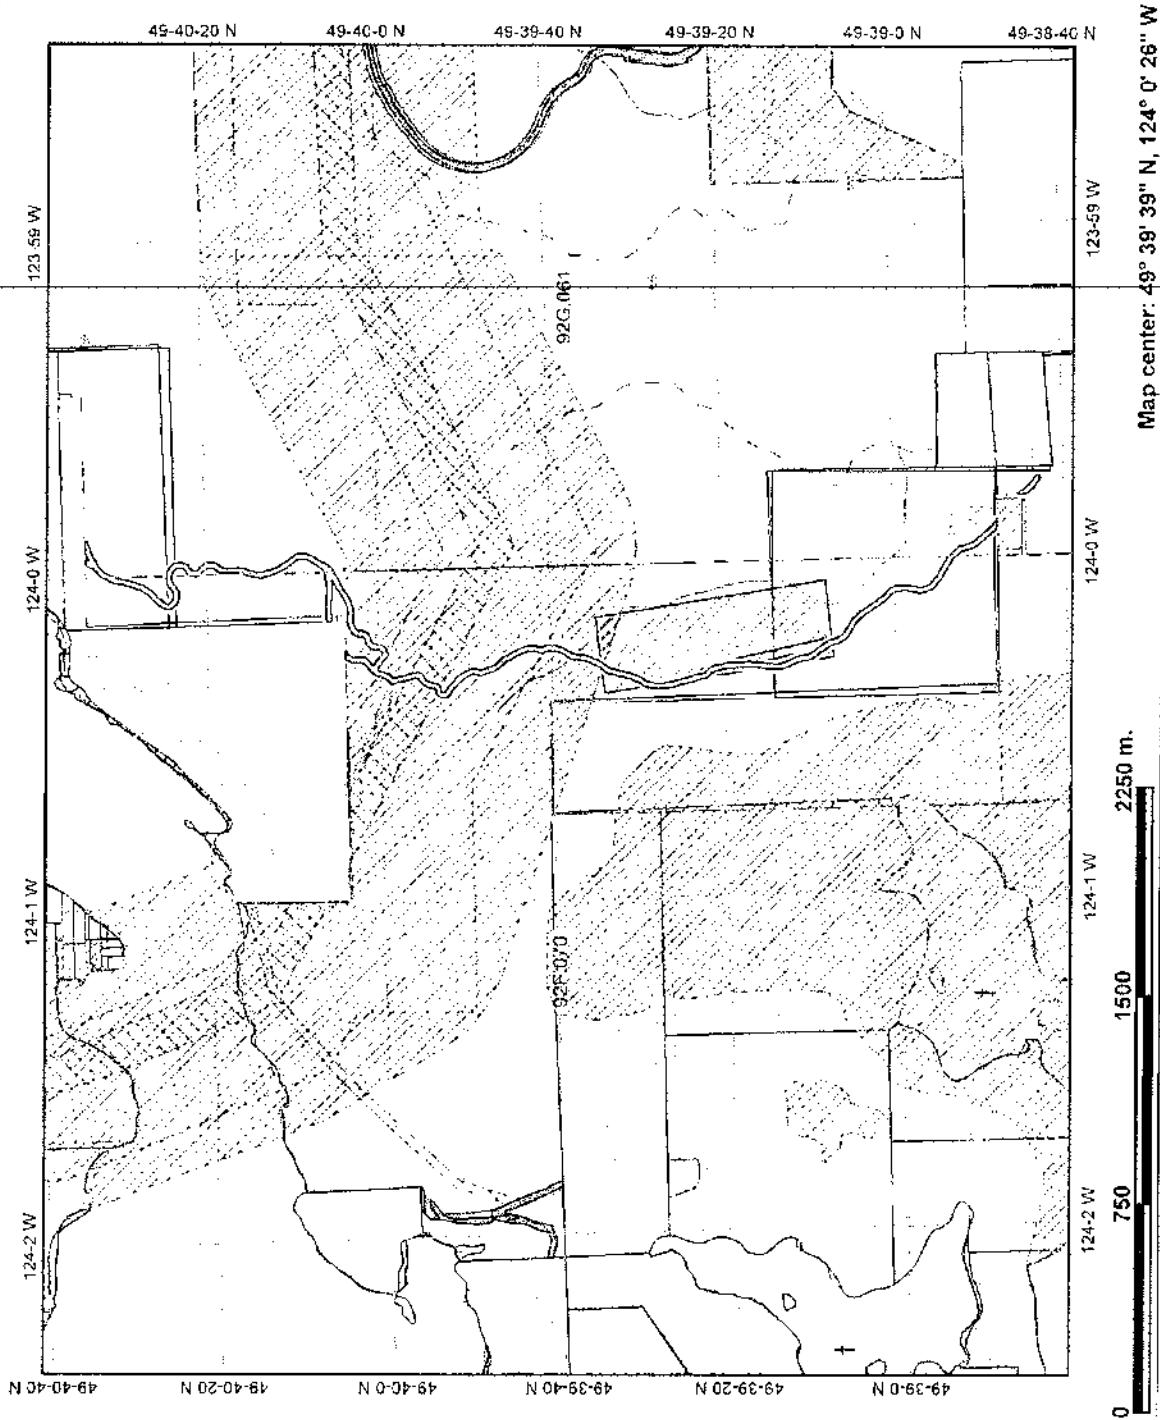 49-40-20 N 49-40-0 N 49-39-40 N 49-39-20 N 49-39-0 N 49-38-40 N
123-59 W
124-0 W
124-1 W
124-2 W
92G.061
92F.070
123-59 W
124-0 W
124-1 W
124-2 W
49-40-40 N 49-40-20 N 49-40-0 N 49-39-40 N 49-39-20 N 49-39-0 N
0 750 1500 2250 m.
Map center: 49° 39' 39" N, 124° 0' 26" W